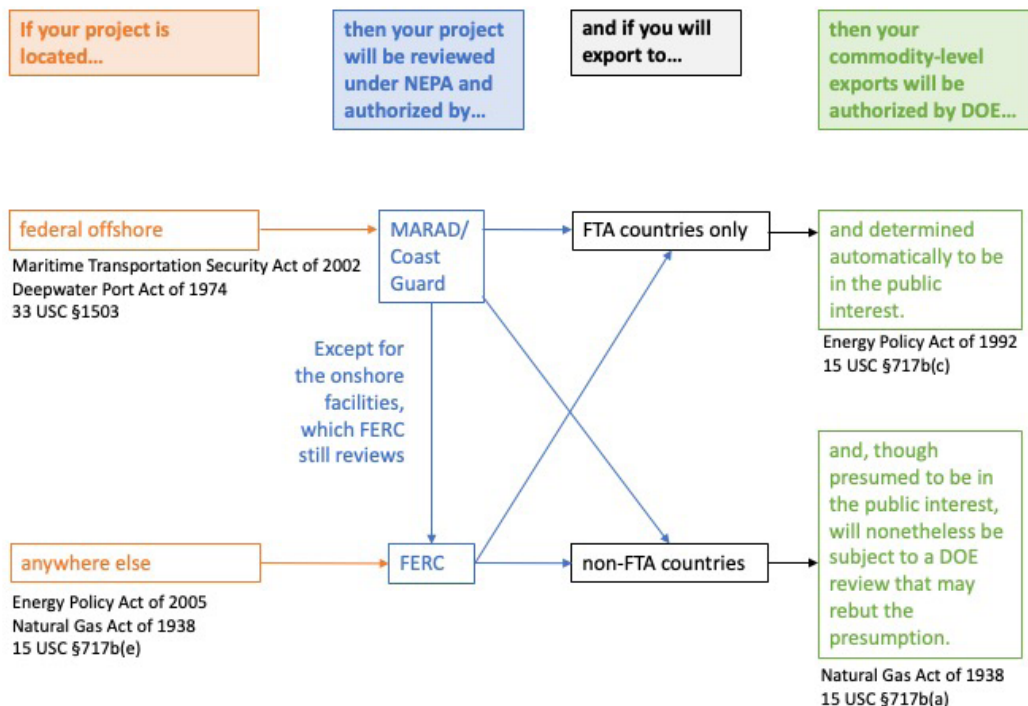 If your project is
located…
then your project
will be reviewed
under NEPA and
authorized by…
and if you will
export to…
then your
commodity-level
exports will be
authorized by DOE…
federal offshore
Maritime Transportation Security Act of 2002
Deepwater Port Act of 1974
33 USC §1503
MARAD/
Coast
Guard
FTA countries only
and determined
automatically to be
in the public
interest.
Energy Policy Act of 1992
15 USC §717b(c)
Except for
the onshore
facilities,
which FERC
still reviews
anywhere else
Energy Policy Act of 2005
Natural Gas Act of 1938
15 USC §717b(e)
FERC
non-FTA countries
and, though
presumed to be in
the public interest,
will nonetheless be
subject to a DOE
review that may
rebut the
presumption.
Natural Gas Act of 1938
15 USC §717b(a)